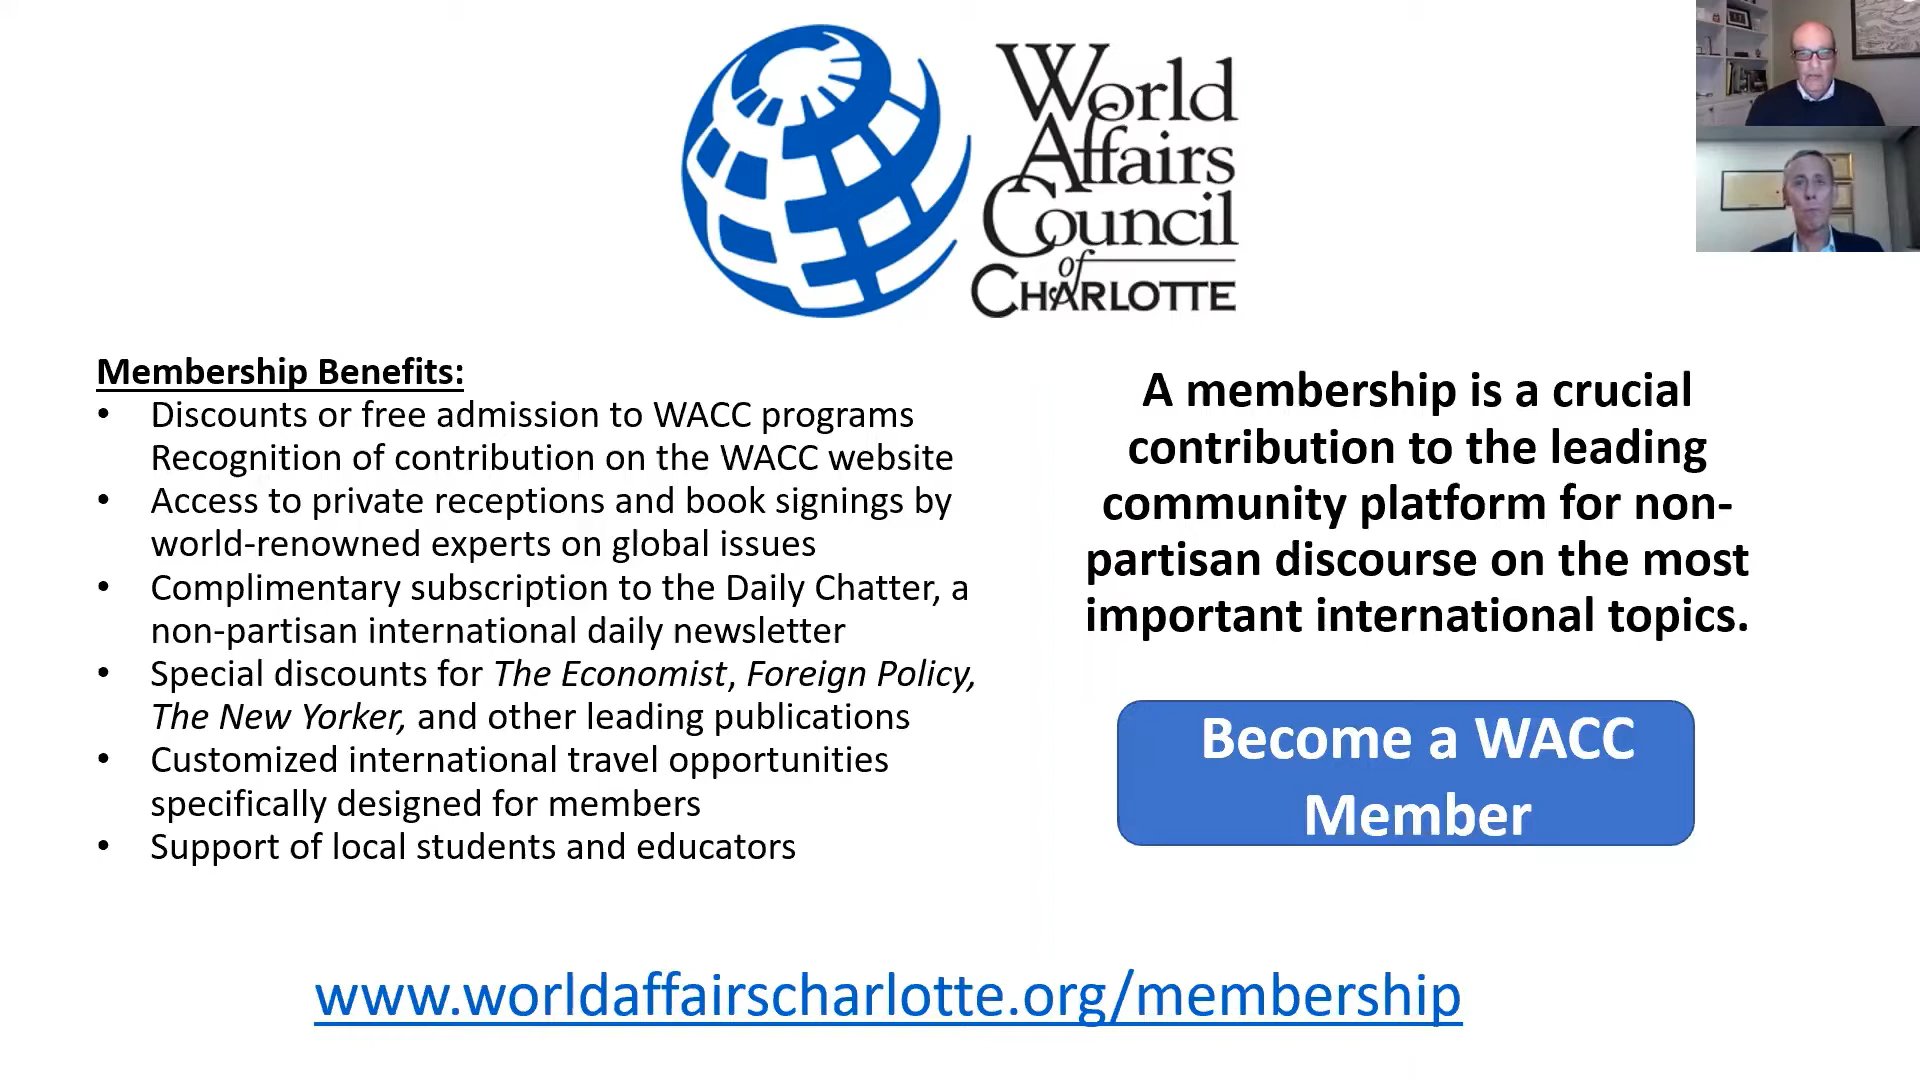 World
Affairs
Council
of
CHARLOTTE
Membership Benefits:
• Discounts or free admission to WACC programs
Recognition of contribution on the WACC website
• Access to private receptions and book signings by
world-renowned experts on global issues
• Complimentary subscription to the Daily Chatter, a
non-partisan international daily newsletter
• Special discounts for The Economist, Foreign Policy,
The New Yorker, and other leading publications
• Customized international travel opportunities
specifically designed for members
• Support of local students and educators
A membership is a crucial
contribution to the leading
community platform for non-
partisan discourse on the most
important international topics.
Become a WACC
Member
www.worldaffairscharlotte.org/membership